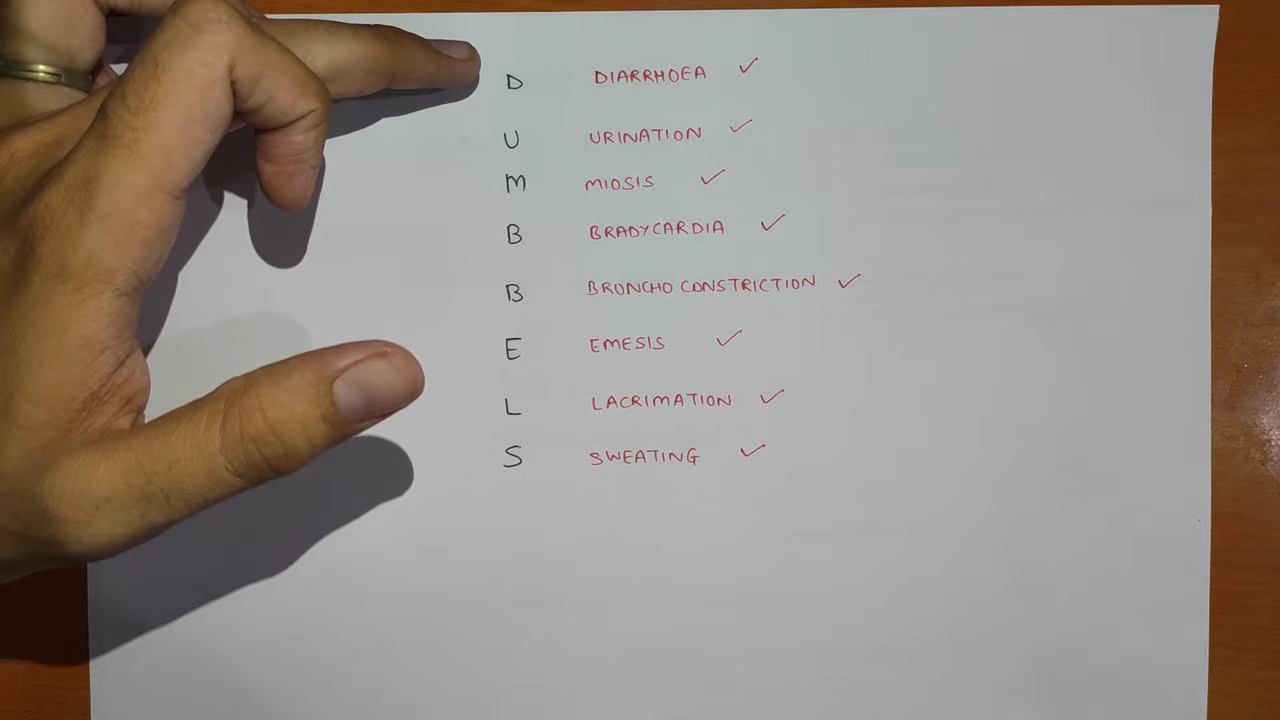 D DIARRHOEA ✓
U URINATION ✓
M MIOSIS ✓
B BRADYCARDIA ✓
B BRONCHO CONSTRICTION ✓
E EMESIS ✓
L LACRIMATION ✓
S SWEATING ✓